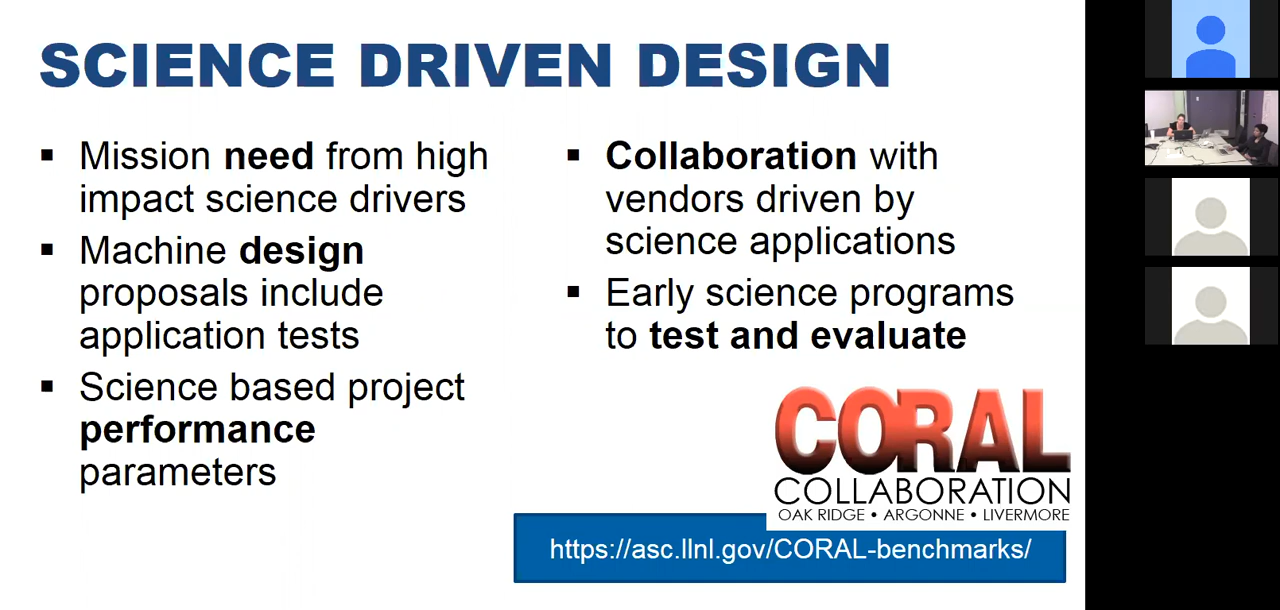 SCIENCE DRIVEN DESIGN
▪ Mission need from high
impact science drivers
▪ Machine design
proposals include
application tests
▪ Science based project
performance
parameters
▪ Collaboration with
vendors driven by
science applications
▪ Early science programs
to test and evaluate
CORAL
COLLABORATION
OAK RIDGE • ARGONNE • LIVERMORE
https://asc.llnl.gov/CORAL-benchmarks/